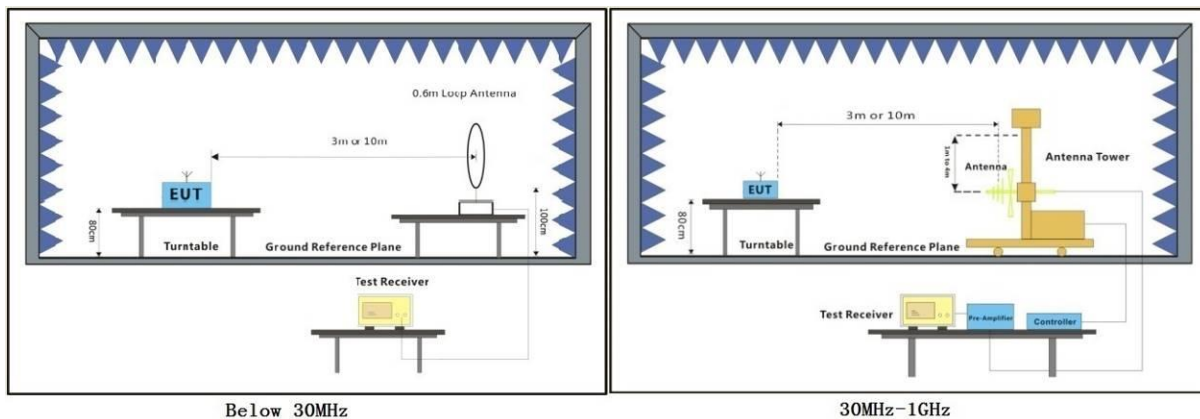 0.6m Loop Antenna
3m or 10m
EUT
80cm
100cm
Turntable
Ground Reference Plane
Test Receiver
Below 30MHz
3m or 10m
1m to 4m
Antenna
Antenna Tower
EUT
80cm
Turntable
Ground Reference Plane
Test Receiver
Pre-Amplifier
Controller
30MHz-1GHz